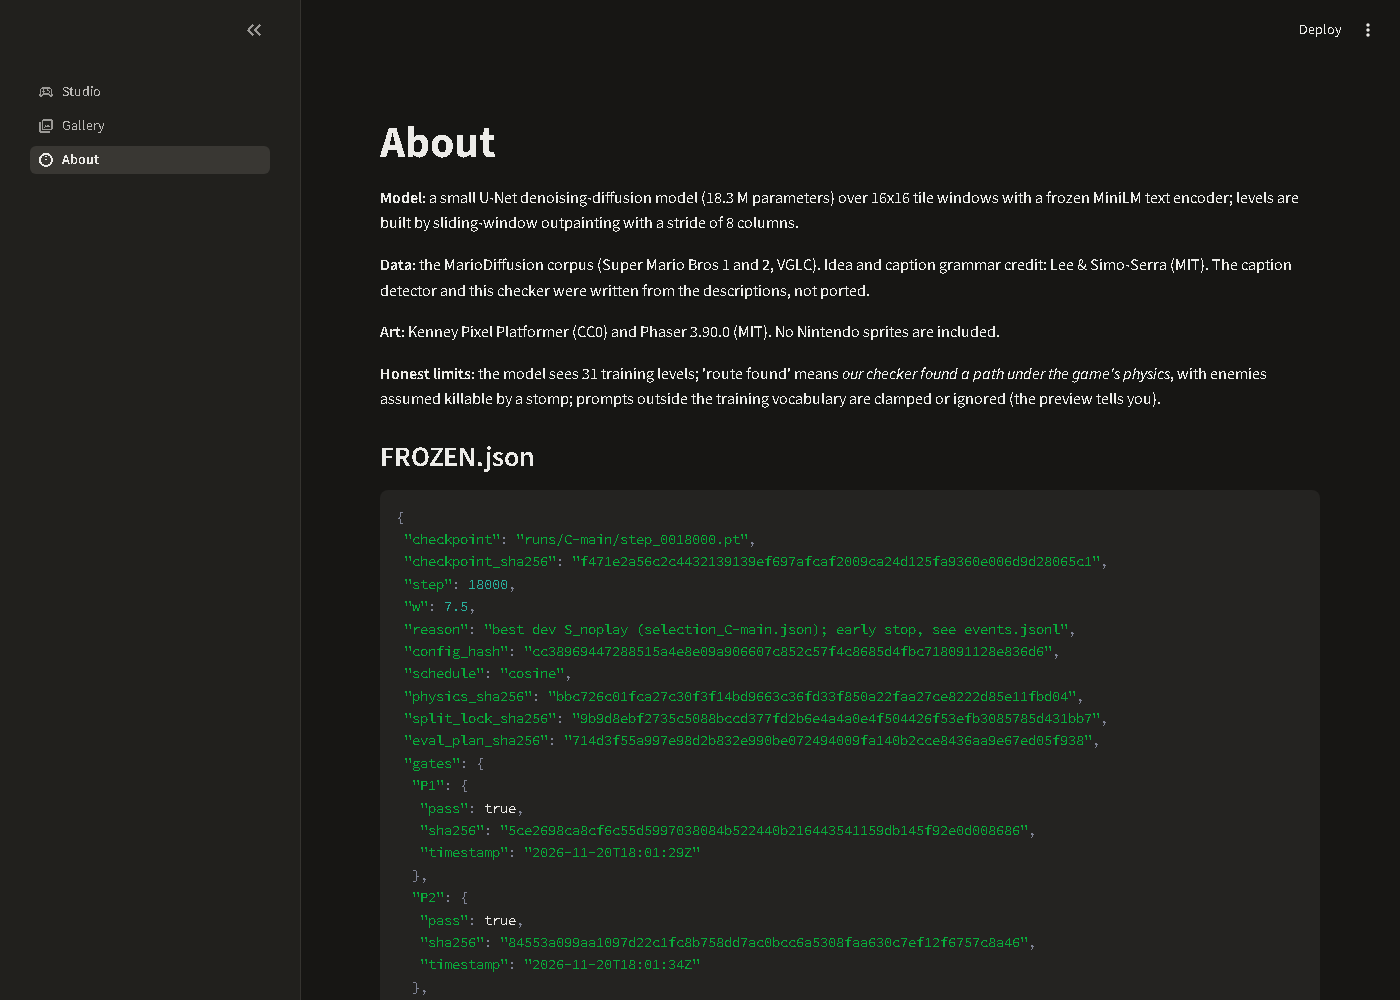 Deploy
Studio
Gallery
About
About
Model: a small U-Net denoising-diffusion model (18.3 M parameters) over 16x16 tile windows with a frozen MiniLM text encoder; levels are
built by sliding-window outpainting with a stride of 8 columns.
Data: the MarioDiffusion corpus (Super Mario Bros 1 and 2, VGLC). Idea and caption grammar credit: Lee & Simo-Serra (MIT). The caption
detector and this checker were written from the descriptions, not ported.
Art: Kenney Pixel Platformer (CC0) and Phaser 3.90.0 (MIT). No Nintendo sprites are included.
Honest limits: the model sees 31 training levels; 'route found' means our checker found a path under the game's physics, with enemies
assumed killable by a stomp; prompts outside the training vocabulary are clamped or ignored (the preview tells you).
FROZEN.json
{
"checkpoint": "runs/C-main/step_0018000.pt",
"checkpoint_sha256": "f471e2a56c2c4432139139ef697afcaf2009ca24d125fa9360e006d9d28065c1",
"step": 18000,
"w": 7.5,
"reason": "best dev S_noplay (selection_C-main.json); early stop, see events.jsonl",
"config_hash": "cc38969447288515a4e8e09a906607c852c57f4c8685d4fbc718091128e836d6",
"schedule": "cosine",
"physics_sha256": "bbc726c01fca27c30f3f14bd9663c36fd33f850a22faa27ce8222d85e11fbd04",
"split_lock_sha256": "9b9d8ebf2735c5088bccd377fd2b6e4a4a0e4f504426f53efb3085785d431bb7",
"eval_plan_sha256": "714d3f55a997e98d2b832e990be072494009fa140b2cce8436aa9e67ed05f938",
"gates": {
"P1": {
"pass": true,
"sha256": "5ce2698ca8cf6c55d5997038084b522440b216443541159db145f92e0d008686",
"timestamp": "2026-11-20T18:01:29Z"
},
"P2": {
"pass": true,
"sha256": "84553a099aa1097d22c1fc8b758dd7ac0bcc6a5308faa630c7ef12f6757c8a46",
"timestamp": "2026-11-20T18:01:34Z"
},